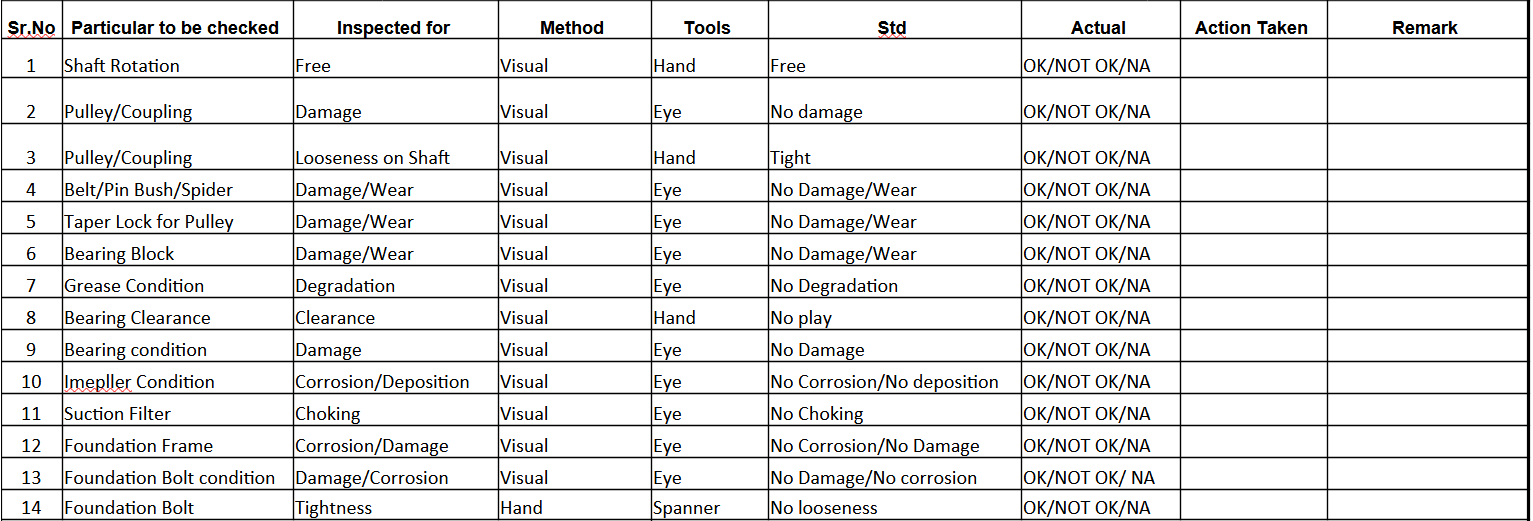 Sr.No Particular to be checked Inspected for Method Tools Std Actual Action Taken Remark
1 Shaft Rotation Free Visual Hand Free OK/NOT OK/NA
2 Pulley/Coupling Damage Visual Eye No damage OK/NOT OK/NA
3 Pulley/Coupling Looseness on Shaft Visual Hand Tight OK/NOT OK/NA
4 Belt/Pin Bush/Spider Damage/Wear Visual Eye No Damage/Wear OK/NOT OK/NA
5 Taper Lock for Pulley Damage/Wear Visual Eye No Damage/Wear OK/NOT OK/NA
6 Bearing Block Damage/Wear Visual Eye No Damage/Wear OK/NOT OK/NA
7 Grease Condition Degradation Visual Eye No Degradation OK/NOT OK/NA
8 Bearing Clearance Clearance Visual Hand No play OK/NOT OK/NA
9 Bearing condition Damage Visual Eye No Damage OK/NOT OK/NA
10 Imepller Condition Corrosion/Deposition Visual Eye No Corrosion/No deposition OK/NOT OK/NA
11 Suction Filter Choking Visual Eye No Choking OK/NOT OK/NA
12 Foundation Frame Corrosion/Damage Visual Eye No Corrosion/No Damage OK/NOT OK/NA
13 Foundation Bolt condition Damage/Corrosion Visual Eye No Damage/No corrosion OK/NOT OK/ NA
14 Foundation Bolt Tightness Hand Spanner No looseness OK/NOT OK/NA